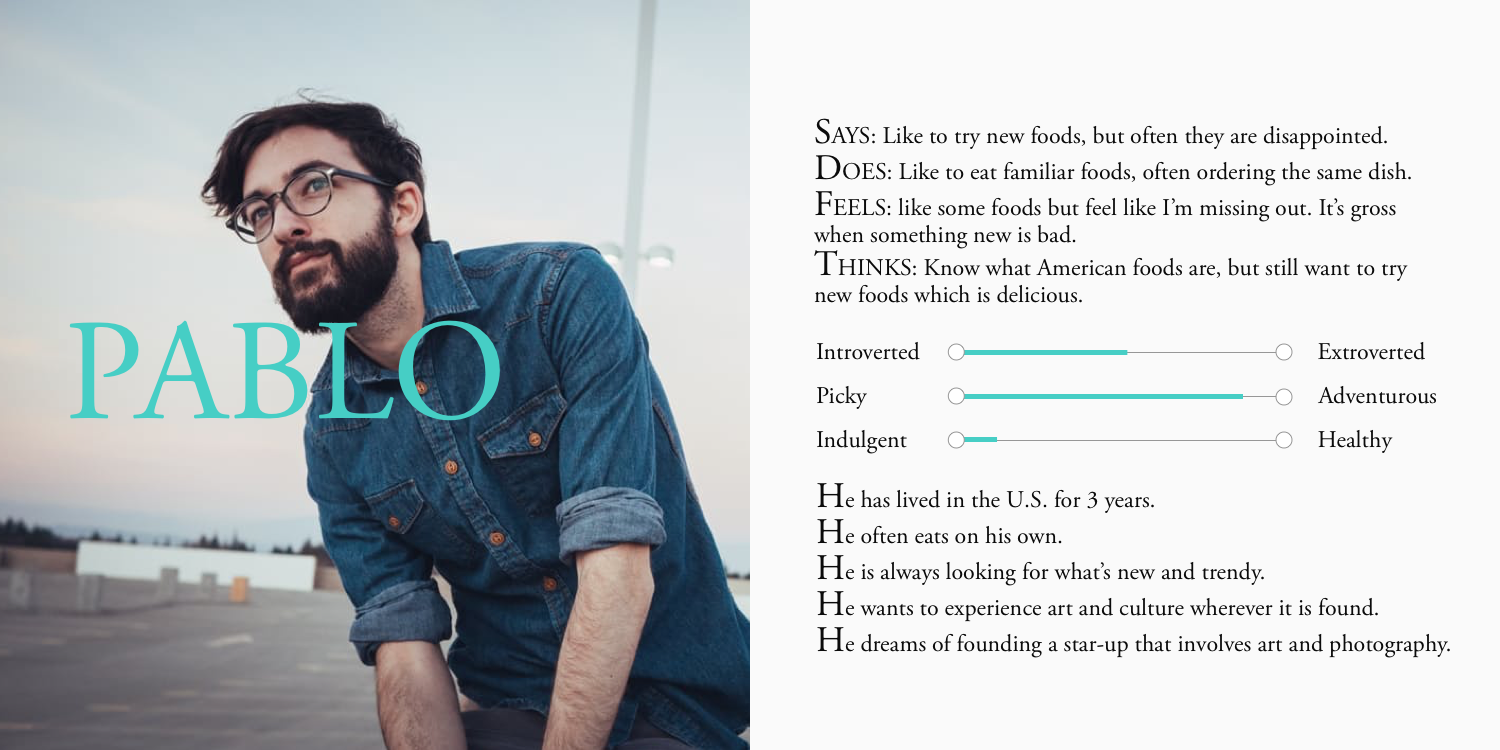 PABLO
SAYS: Like to try new foods, but often they are disappointed.
DOES: Like to eat familiar foods, often ordering the same dish.
FEELS: like some foods but feel like I’m missing out. It’s gross
when something new is bad.
THINKS: Know what American foods are, but still want to try
new foods which is delicious.
Introverted Extroverted
Picky Adventurous
Indulgent Healthy
He has lived in the U.S. for 3 years.
He often eats on his own.
He is always looking for what’s new and trendy.
He wants to experience art and culture wherever it is found.
He dreams of founding a star-up that involves art and photography.